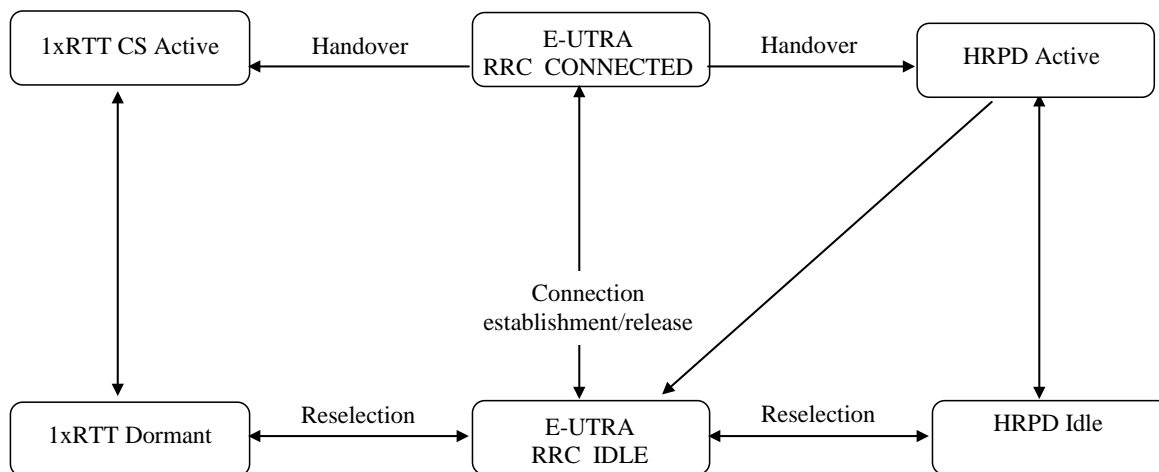 1xRTT CS Active
Handover
E-UTRA
RRC CONNECTED
Handover
HRPD Active
Connection
establishment/release
1xRTT Dormant
Reselection
E-UTRA
RRC IDLE
Reselection
HRPD Idle